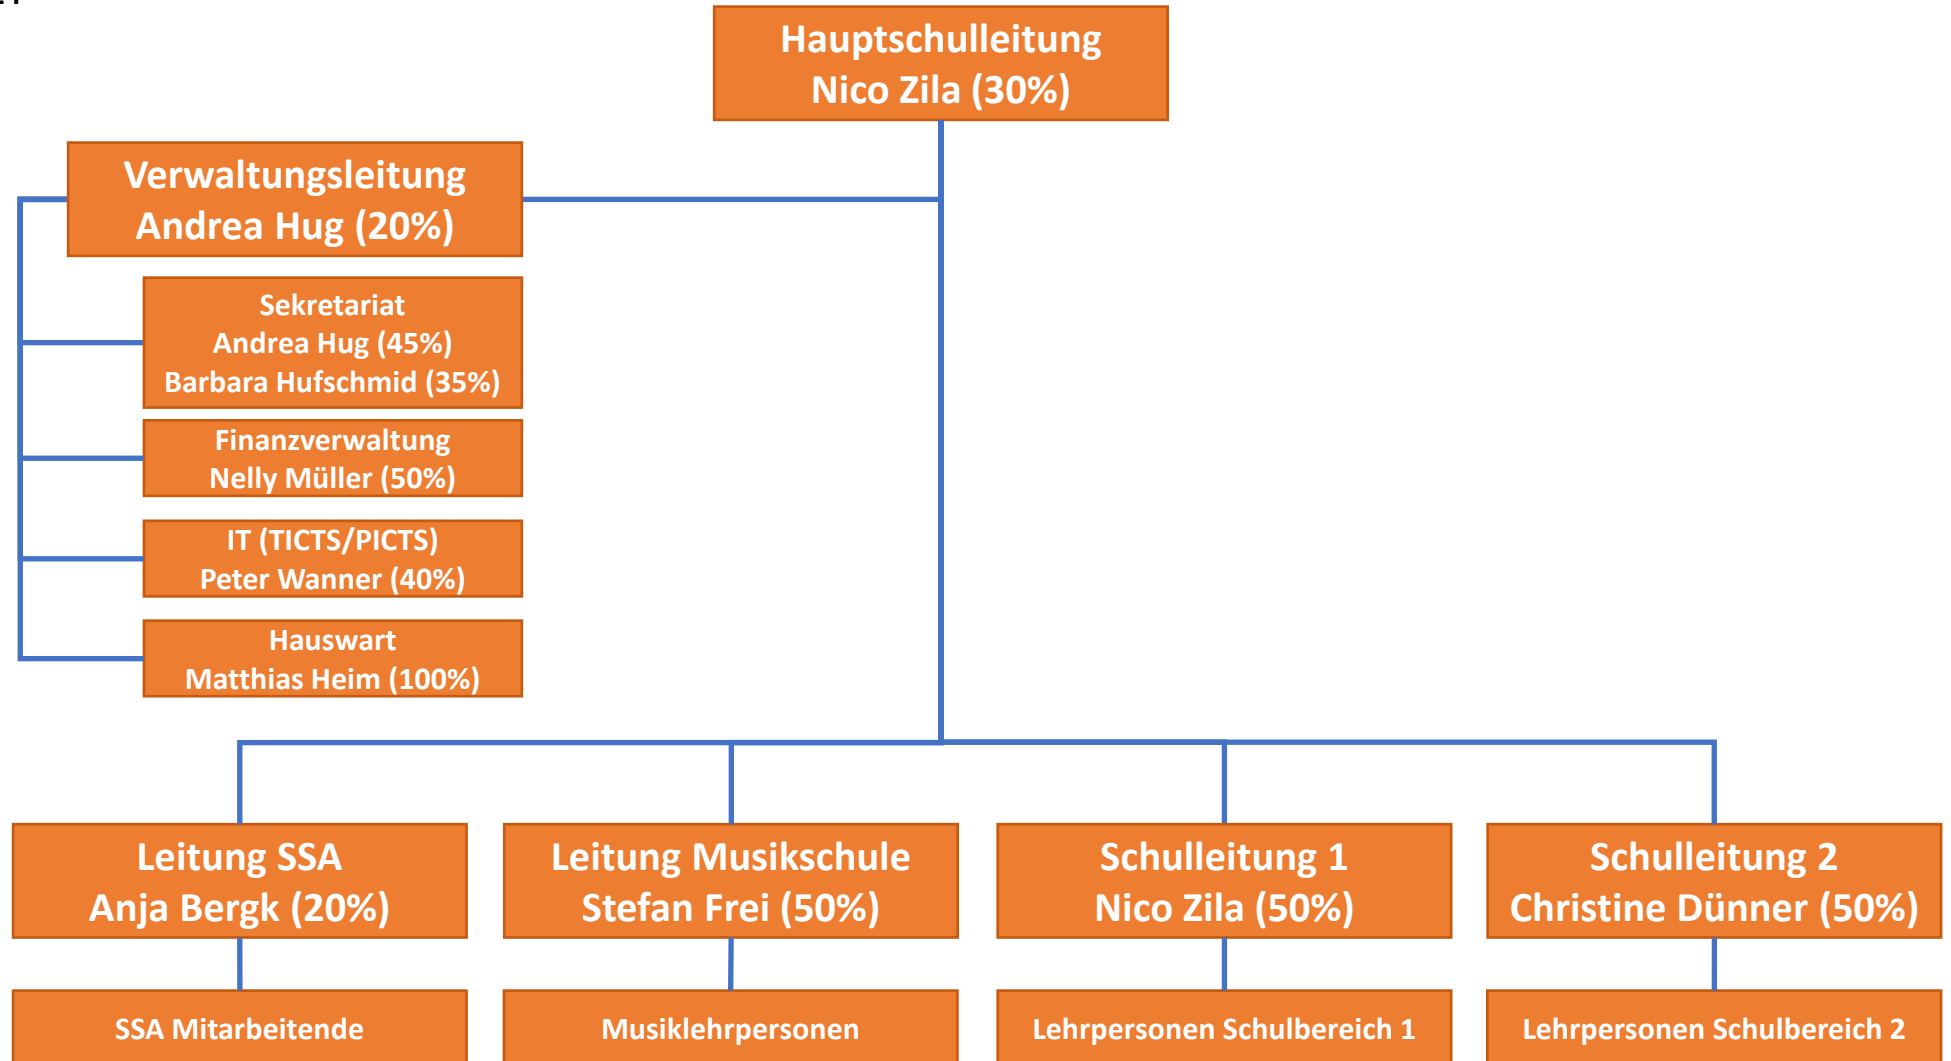 Hauptschulleitung
Nico Zila (30%)
Verwaltungsleitung
Andrea Hug (20%)
Sekretariat
Andrea Hug (45%)
Barbara Hufschmid (35%)
Finanzverwaltung
Nelly Müller (50%)
IT (TICTS/PICTS)
Peter Wanner (40%)
Hauswart
Matthias Heim (100%)
Leitung SSA
Anja Bergk (20%)
Leitung Musikschule
Stefan Frei (50%)
Schulleitung 1
Nico Zila (50%)
Schulleitung 2
Christine Dünner (50%)
SSA Mitarbeitende
Musiklehrpersonen
Lehrpersonen Schulbereich 1
Lehrpersonen Schulbereich 2